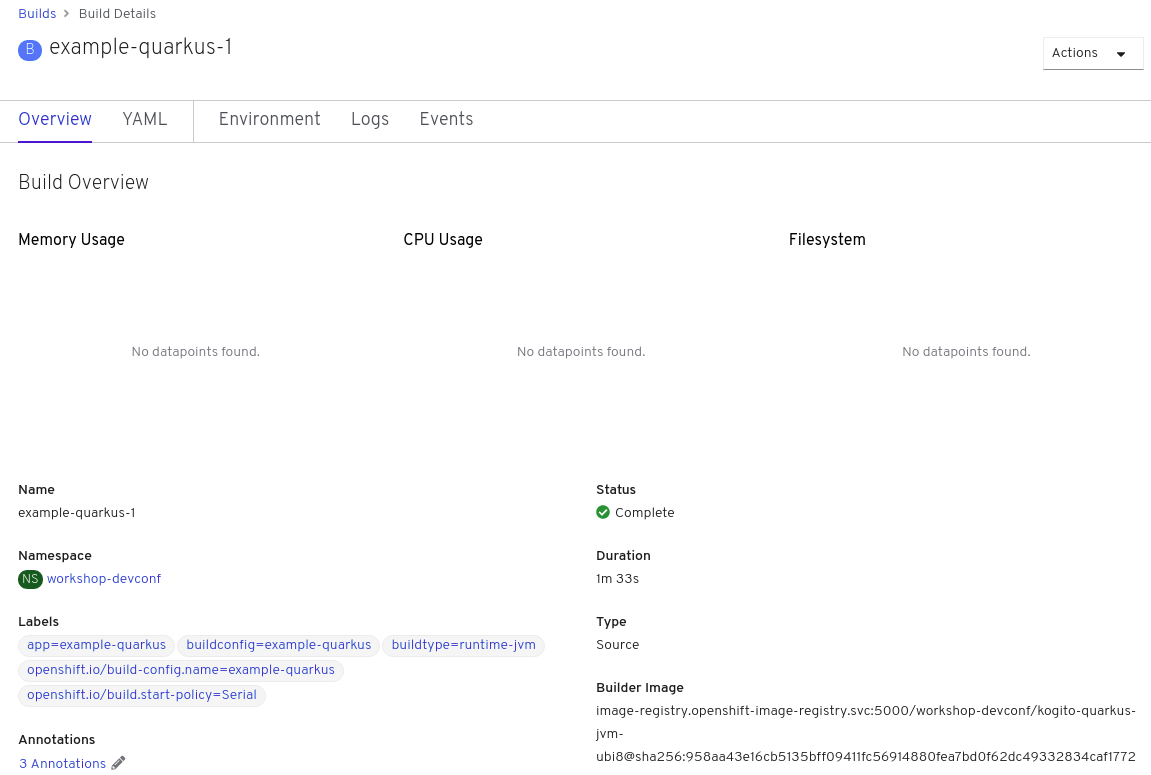 Builds > Build Details
B example-quarkus-1
Actions
Overview YAML Environment Logs Events
Build Overview
Memory Usage CPU Usage Filesystem
No datapoints found. No datapoints found. No datapoints found.
Name
example-quarkus-1
Namespace
NS workshop-devconf
Labels
app=example-quarkus buildconfig=example-quarkus buildtype=runtime-jvm
openshift.io/build-config.name=example-quarkus
openshift.io/build.start-policy=Serial
Annotations
3 Annotations
Status
Complete
Duration
1m 33s
Type
Source
Builder Image
image-registry.openshift-image-registry.svc:5000/workshop-devconf/kogito-quarkus-
jvm-
ubi8@sha256:958aa43e16cb5135bff09411fc56914880fea7bd0f62dc49332834caf1772